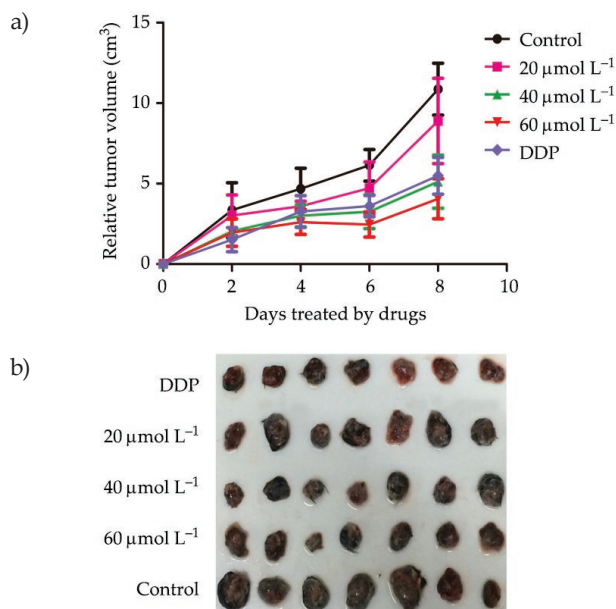 a)
Relative tumor volume (cm³)
15
10
5
0
0 2 4 6 8 10
Days treated by drugs
Control
20 μmol L⁻¹
40 μmol L⁻¹
60 μmol L⁻¹
DDP
b)
DDP
20 μmol L⁻¹
40 μmol L⁻¹
60 μmol L⁻¹
Control